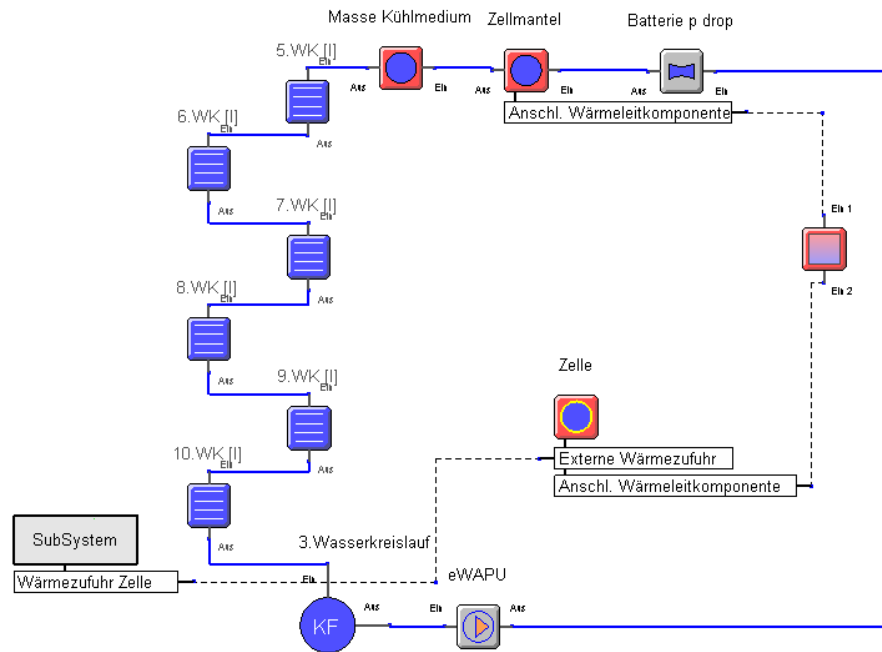 Masse Kühlmedium
Zellmantel
Batterie p drop
5.WK [I]
Ein
Aus
Ein
Aus
Ein
Aus
Ein
Anschl. Wärmeleitkomponente
6.WK [I]
Ein
Aus
Aus
7.WK [I]
Ein
Ein 1
Aus
8.WK [I]
Ein
Ein 2
Aus
Zelle
9.WK [I]
Ein
Aus
10.WK [I]
Ein
Externe Wärmezufuhr
Anschl. Wärmeleitkomponente
SubSystem
Aus
3.Wasserkreislauf
Wärmezufuhr Zelle
Ein
eWAPU
KF
Aus
Ein
Aus